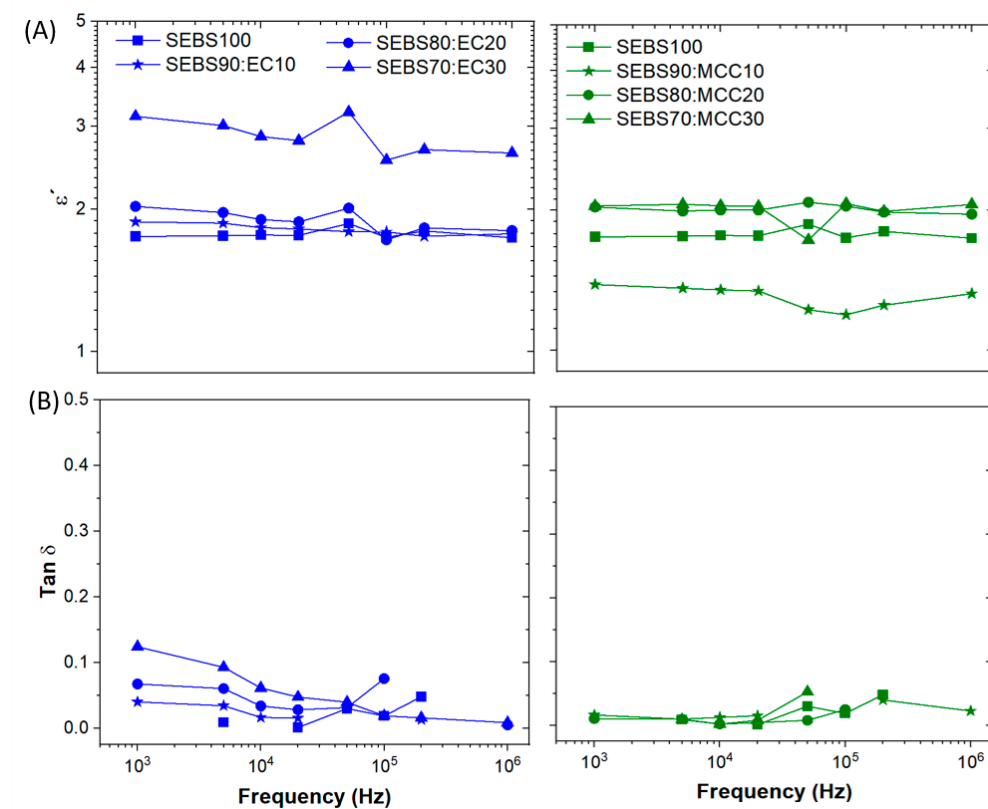 (A)
5
4
3
2
1
ε´
SEBS100
SEBS90:EC10
SEBS80:EC20
SEBS70:EC30
SEBS100
SEBS90:MCC10
SEBS80:MCC20
SEBS70:MCC30
(B)
0.5
0.4
0.3
0.2
0.1
0.0
Tan δ
10³ 10⁴ 10⁵ 10⁶
Frequency (Hz)
10³ 10⁴ 10⁵ 10⁶
Frequency (Hz)